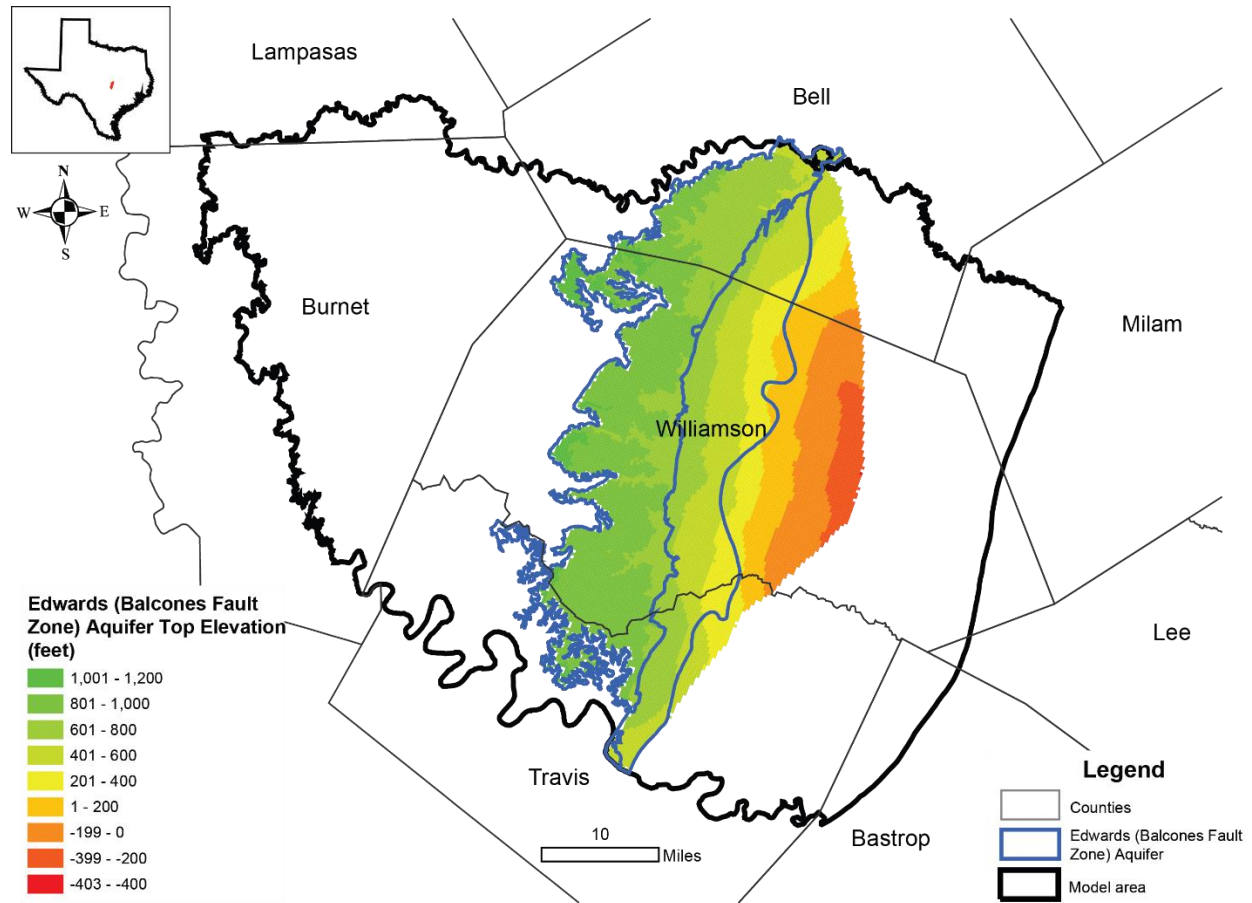 Lampasas
Bell
N
W E
S
Burnet
Milam
Williamson
Edwards (Balcones Fault
Zone) Aquifer Top Elevation
(feet)
1,001 - 1,200
801 - 1,000
601 - 800
401 - 600
201 - 400
1 - 200
-199 - 0
-399 - -200
-403 - -400
Lee
Travis
Bastrop
10
Miles
Legend
Counties
Edwards (Balcones Fault
Zone) Aquifer
Model area